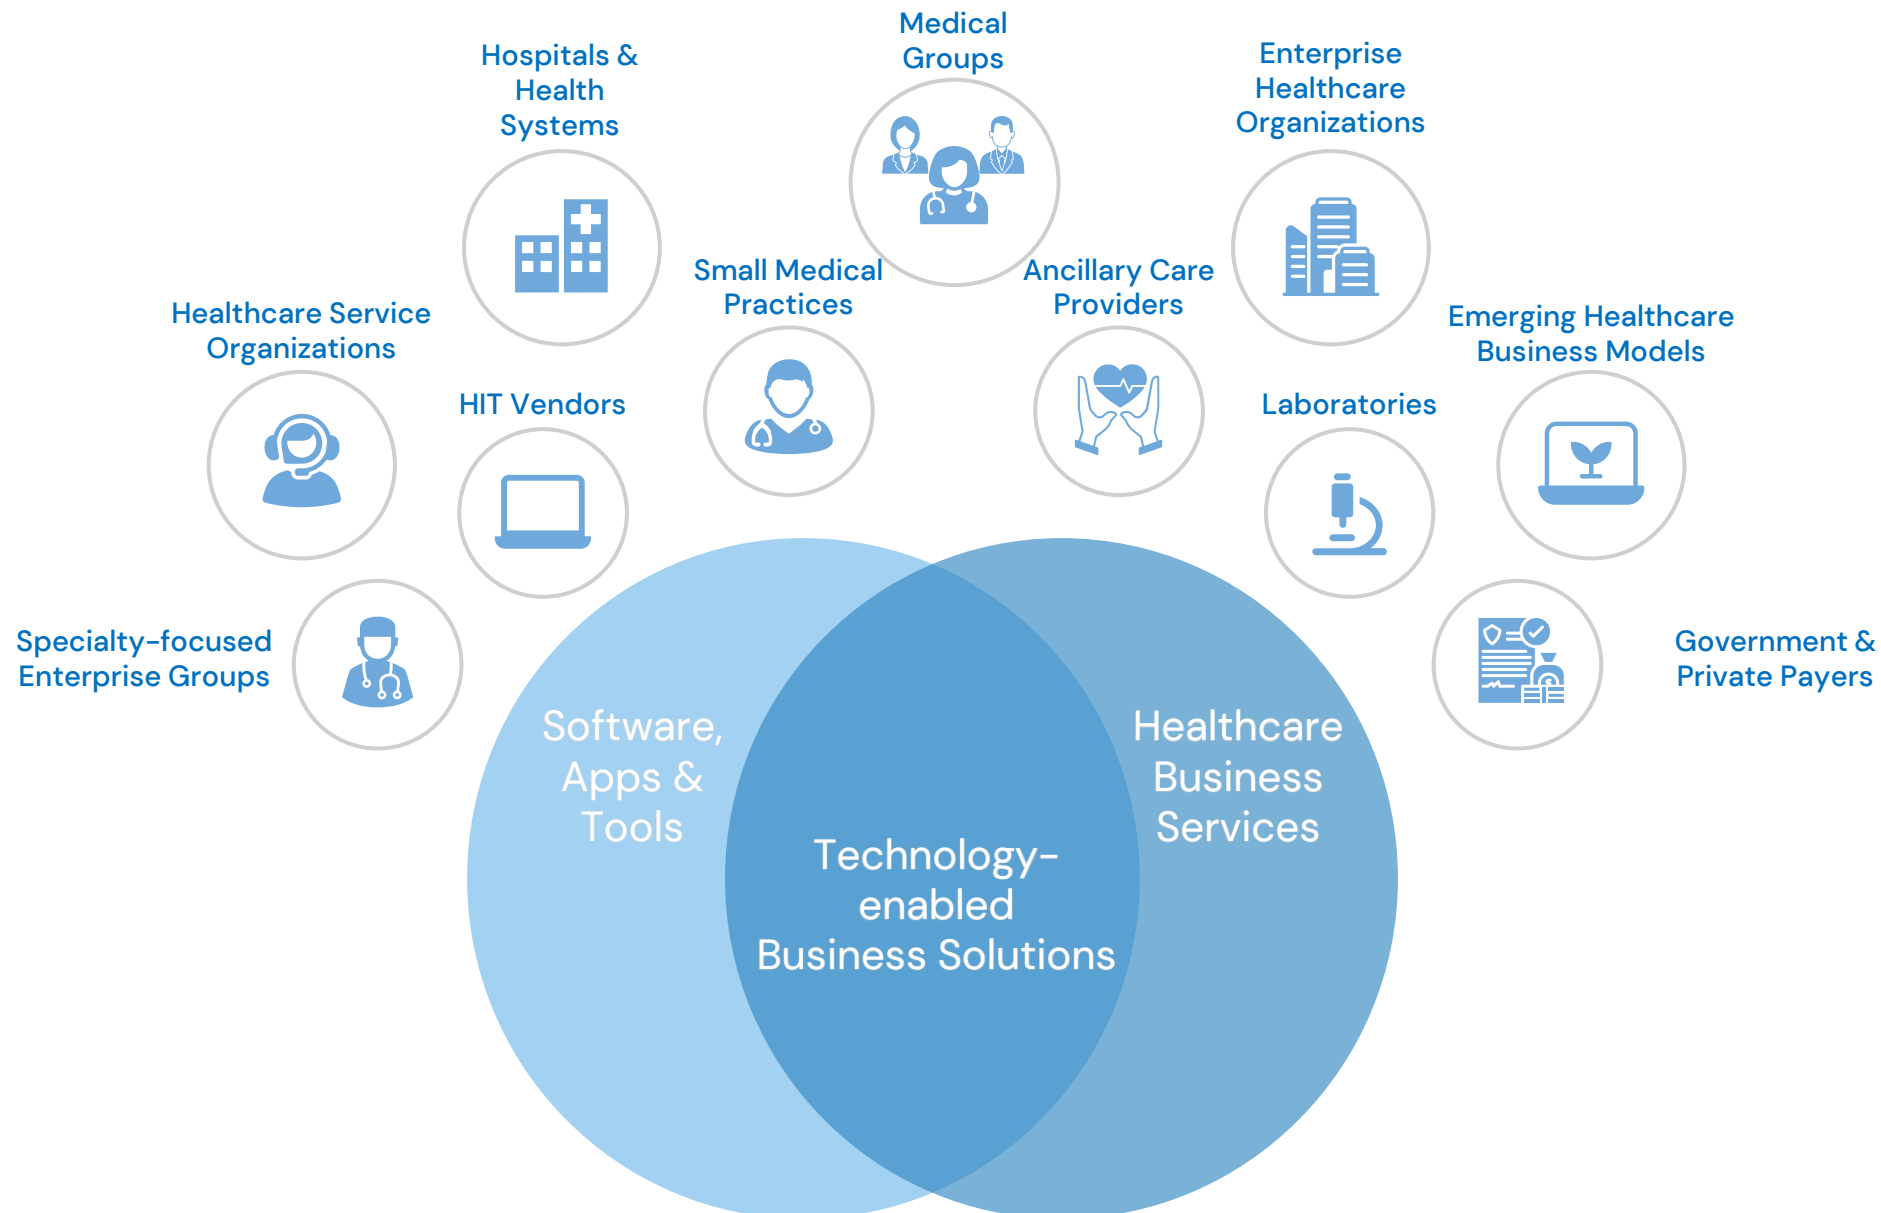 Medical
Groups
Hospitals &
Health
Systems
Enterprise
Healthcare
Organizations
Small Medical
Practices
Ancillary Care
Providers
Healthcare Service
Organizations
Emerging Healthcare
Business Models
HIT Vendors
Laboratories
Specialty-focused
Enterprise Groups
Government &
Private Payers
Software,
Apps &
Tools
Healthcare
Business
Services
Technology-
enabled
Business Solutions